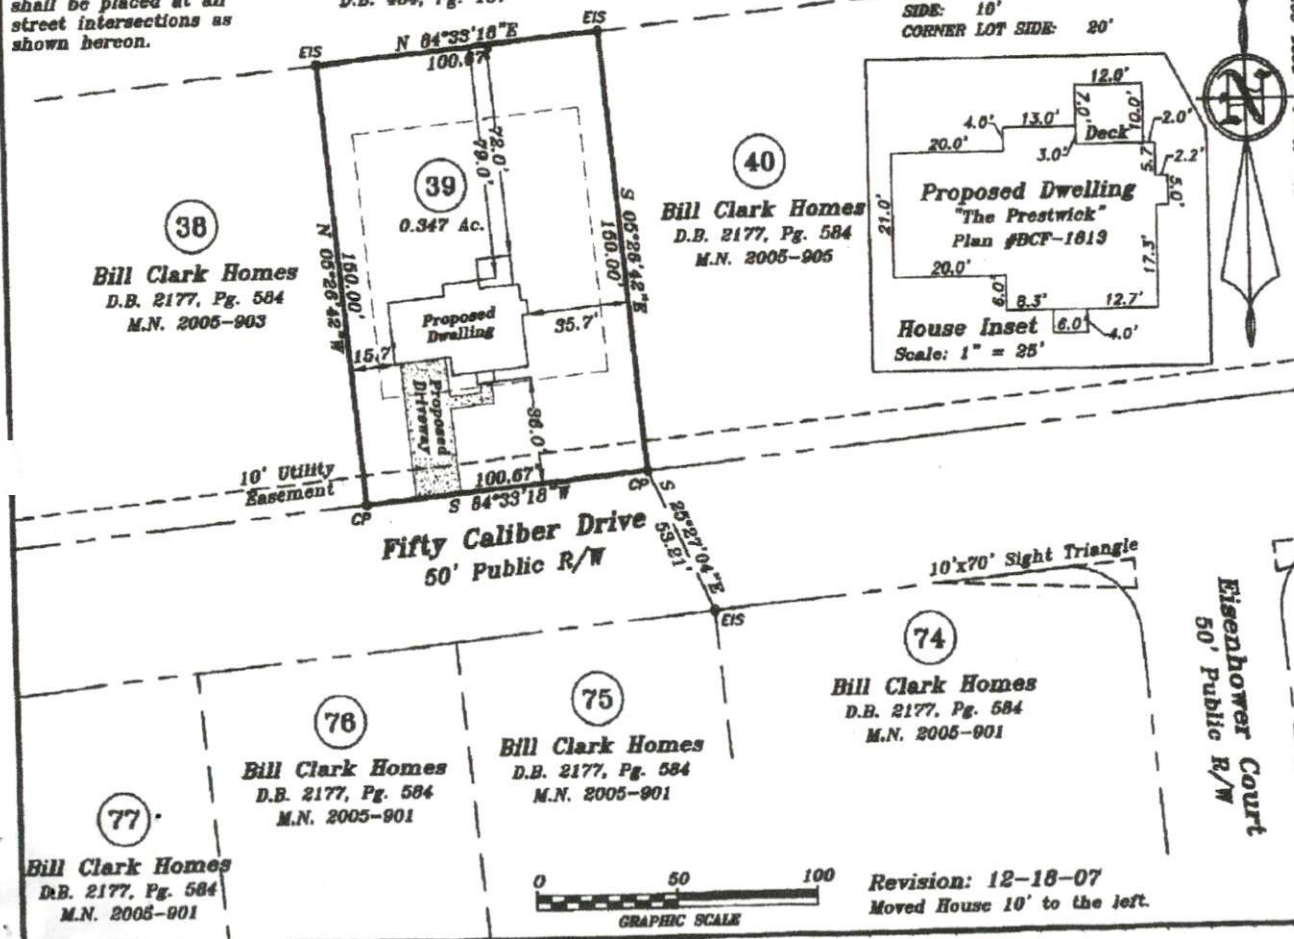 shall be placed at all
street intersections as
shown hereon.
SIDE: 10'
CORNER LOT SIDE: 20'
EIS
EIS
N 84°33'18"E
100.67'
72.0'
79.0'
39
0.347 Ac.
N 05°26'42"W
150.00'
S 05°26'42"E
150.00'
Proposed
Dwelling
15.7'
35.7'
Proposed
Driveway
36.0'
10' Utility
Easement
100.67'
S 84°33'18"W
CP
CP
Fifty Caliber Drive
50' Public R/W
S 25°27'04"E
53.21'
EIS
38
Bill Clark Homes
D.B. 2177, Pg. 584
M.N. 2005-903
40
Bill Clark Homes
D.B. 2177, Pg. 584
M.N. 2005-905
12.0'
7.0'
10.0'
Deck
4.0'
13.0'
2.0'
20.0'
3.0'
5.7'
2.2'
5.0'
21.0'
Proposed Dwelling
"The Prestwick"
Plan #BCF-1813
17.3'
20.0'
6.0'
8.3'
12.7'
6.0'
4.0'
House Inset
Scale: 1" = 25'
N
10'x70' Sight Triangle
Eisenhower Court
50' Public R/W
74
Bill Clark Homes
D.B. 2177, Pg. 584
M.N. 2005-901
75
Bill Clark Homes
D.B. 2177, Pg. 584
M.N. 2005-901
76
Bill Clark Homes
D.B. 2177, Pg. 584
M.N. 2005-901
77
Bill Clark Homes
D.B. 2177, Pg. 584
M.N. 2005-901
0 50 100
GRAPHIC SCALE
Revision: 12-18-07
Moved House 10' to the left.